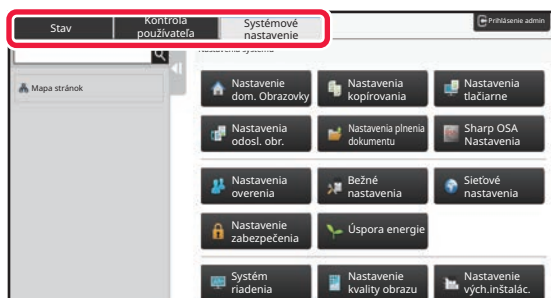 Stav
Kontrola
používateľa
Systémové
nastavenie
Prihlásenie admin
Nastavenia systému
Mapa stránok
Nastavenie
dom. Obrazovky
Nastavenia
kopírovania
Nastavenia
tlačiarne
Nastavenia
odosl. obr.
Nastavenia plnenia
dokumentu
Sharp OSA
Nastavenia
Nastavenia
overenia
Bežné
nastavenia
Sieťové
nastavenia
Nastavenie
zabezpečenia
Úspora energie
Systém
riadenia
Nastavenie
kvality obrazu
Nastavenie
vých.inštalác.